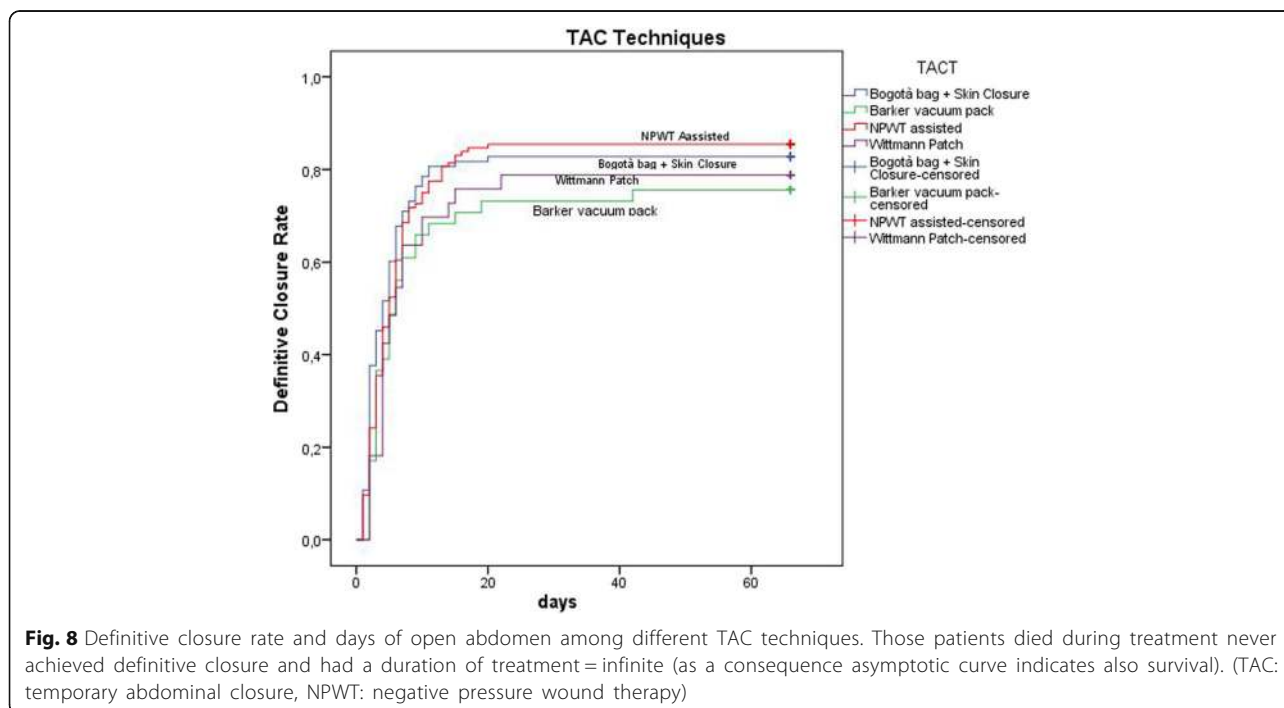 TAC Techniques
1,0
0,8
0,6
0,4
0,2
0,0
Definitive Closure Rate
0
20
40
60
days
NPWT Aassisted
Bogotà bag + Skin Closure
Wittmann Patch
Barker vacuum pack
TACT
Bogotà bag + Skin Closure
Barker vacuum pack
NPWT assisted
Wittmann Patch
Bogotà bag + Skin
Closure-censored
Barker vacuum pack-
censored
NPWT assisted-censored
Wittmann Patch-censored
Fig. 8 Definitive closure rate and days of open abdomen among different TAC techniques. Those patients died during treatment never
achieved definitive closure and had a duration of treatment = infinite (as a consequence asymptotic curve indicates also survival). (TAC:
temporary abdominal closure, NPWT: negative pressure wound therapy)